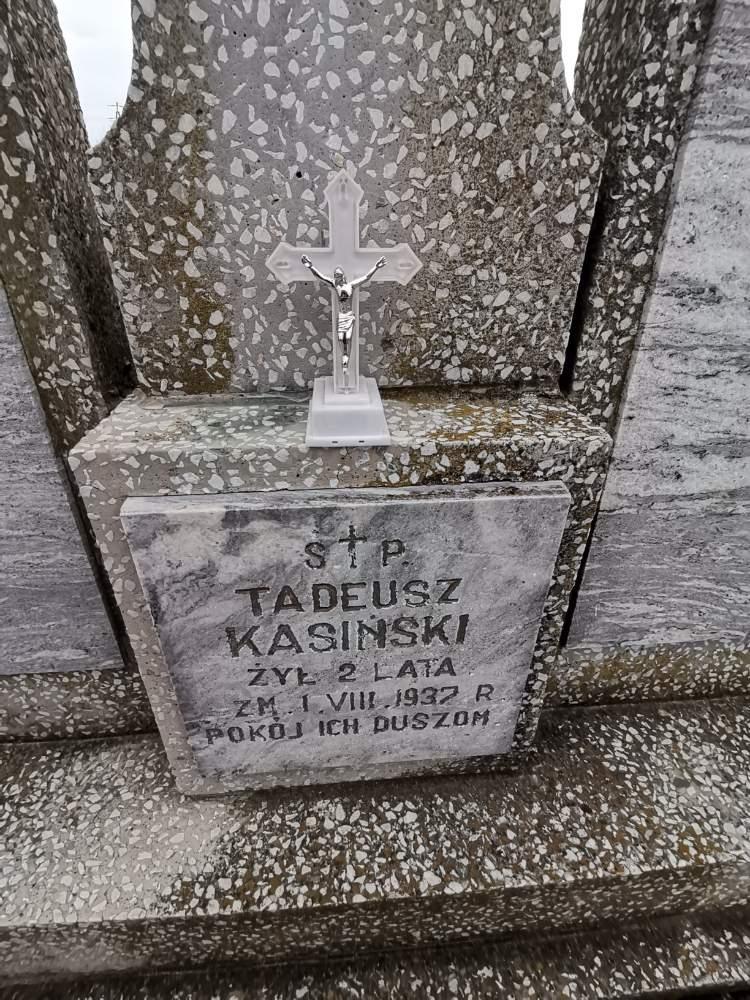 Ś † P.
TADEUSZ
KASIŃSKI
ŻYŁ 2 LATA
ZM. 1.VIII.1937 R
POKÓJ ICH DUSZOM.